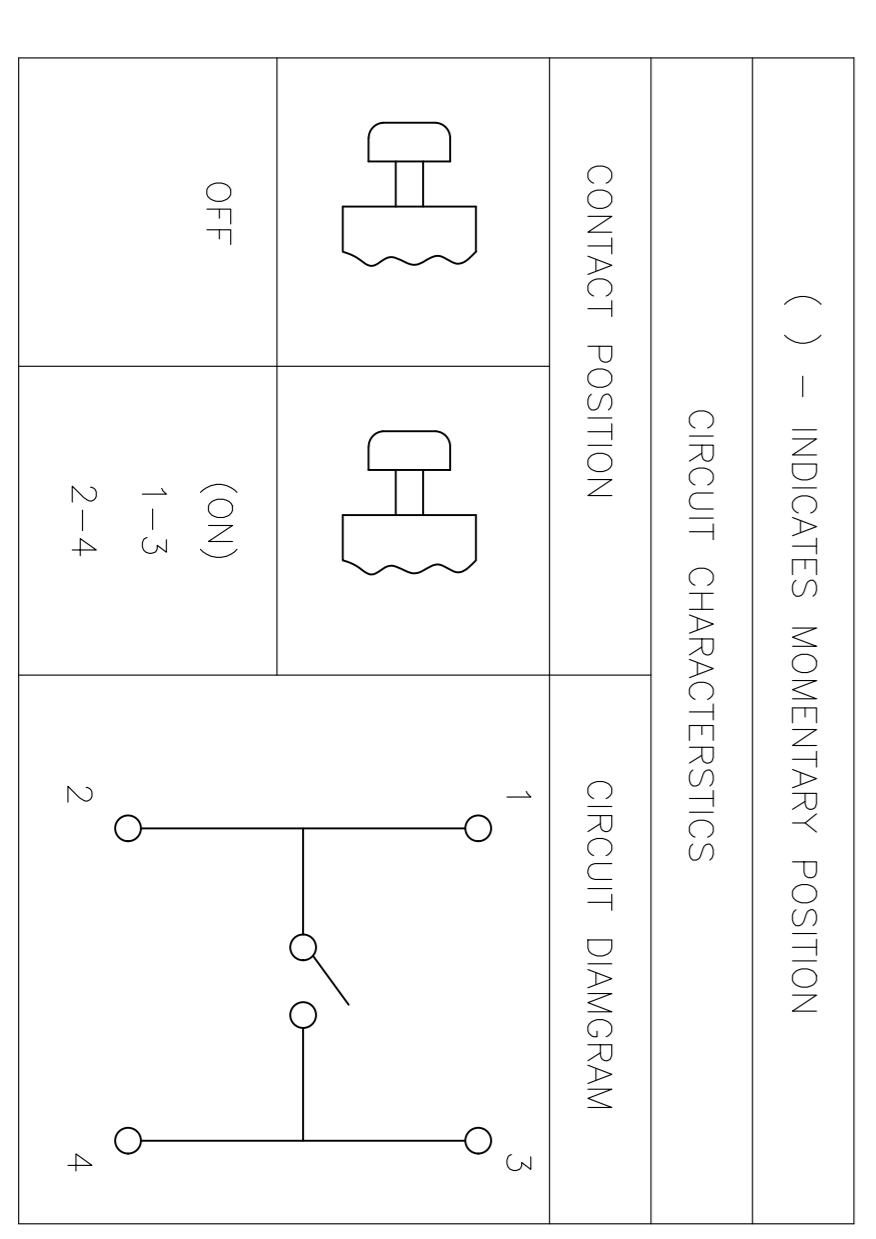 ( ) – INDICATES MOMENTARY POSITION
CIRCUIT CHARACTERSTICS
CONTACT POSITION
CIRCUIT DIAMGRAM
OFF
(ON)
1–3
2–4
1
3
2
4